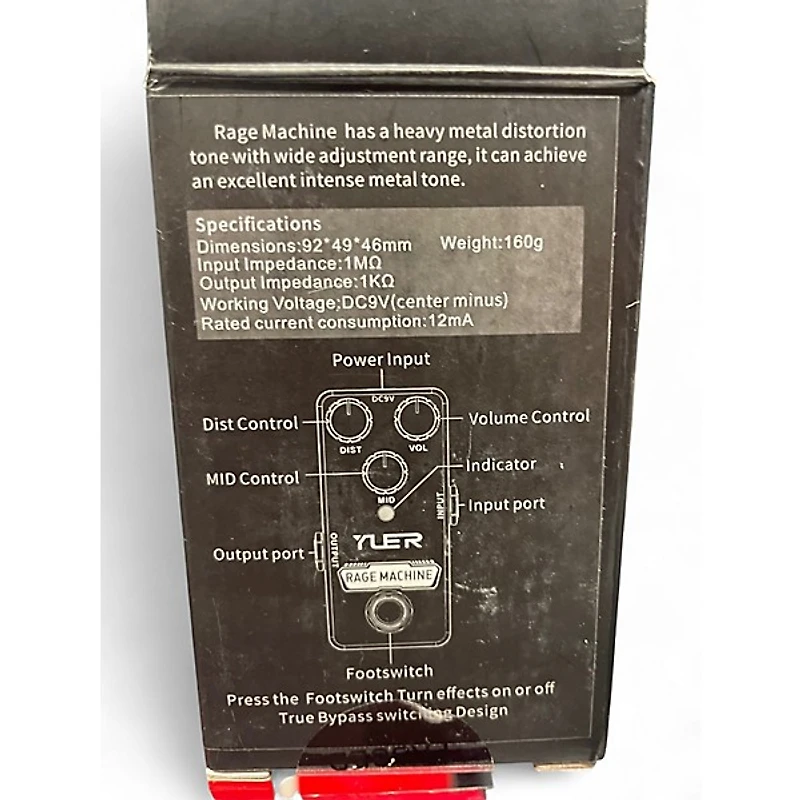 Rage Machine has a heavy metal distortion
tone with wide adjustment range, it can achieve
an excellent intense metal tone.
Specifications
Dimensions:92*49*46mm Weight:160g
Input Impedance:1MΩ
Output Impedance:1KΩ
Working Voltage;DC9V(center minus)
Rated current consumption:12mA
Power Input
DC9V
Dist Control
Volume Control
DIST VOL
MID Control
Indicator
MID
INPUT
Input port
Output port
OUTPUT
YUER
RAGE MACHINE
Footswitch
Press the Footswitch Turn effects on or off
True Bypass switching Design